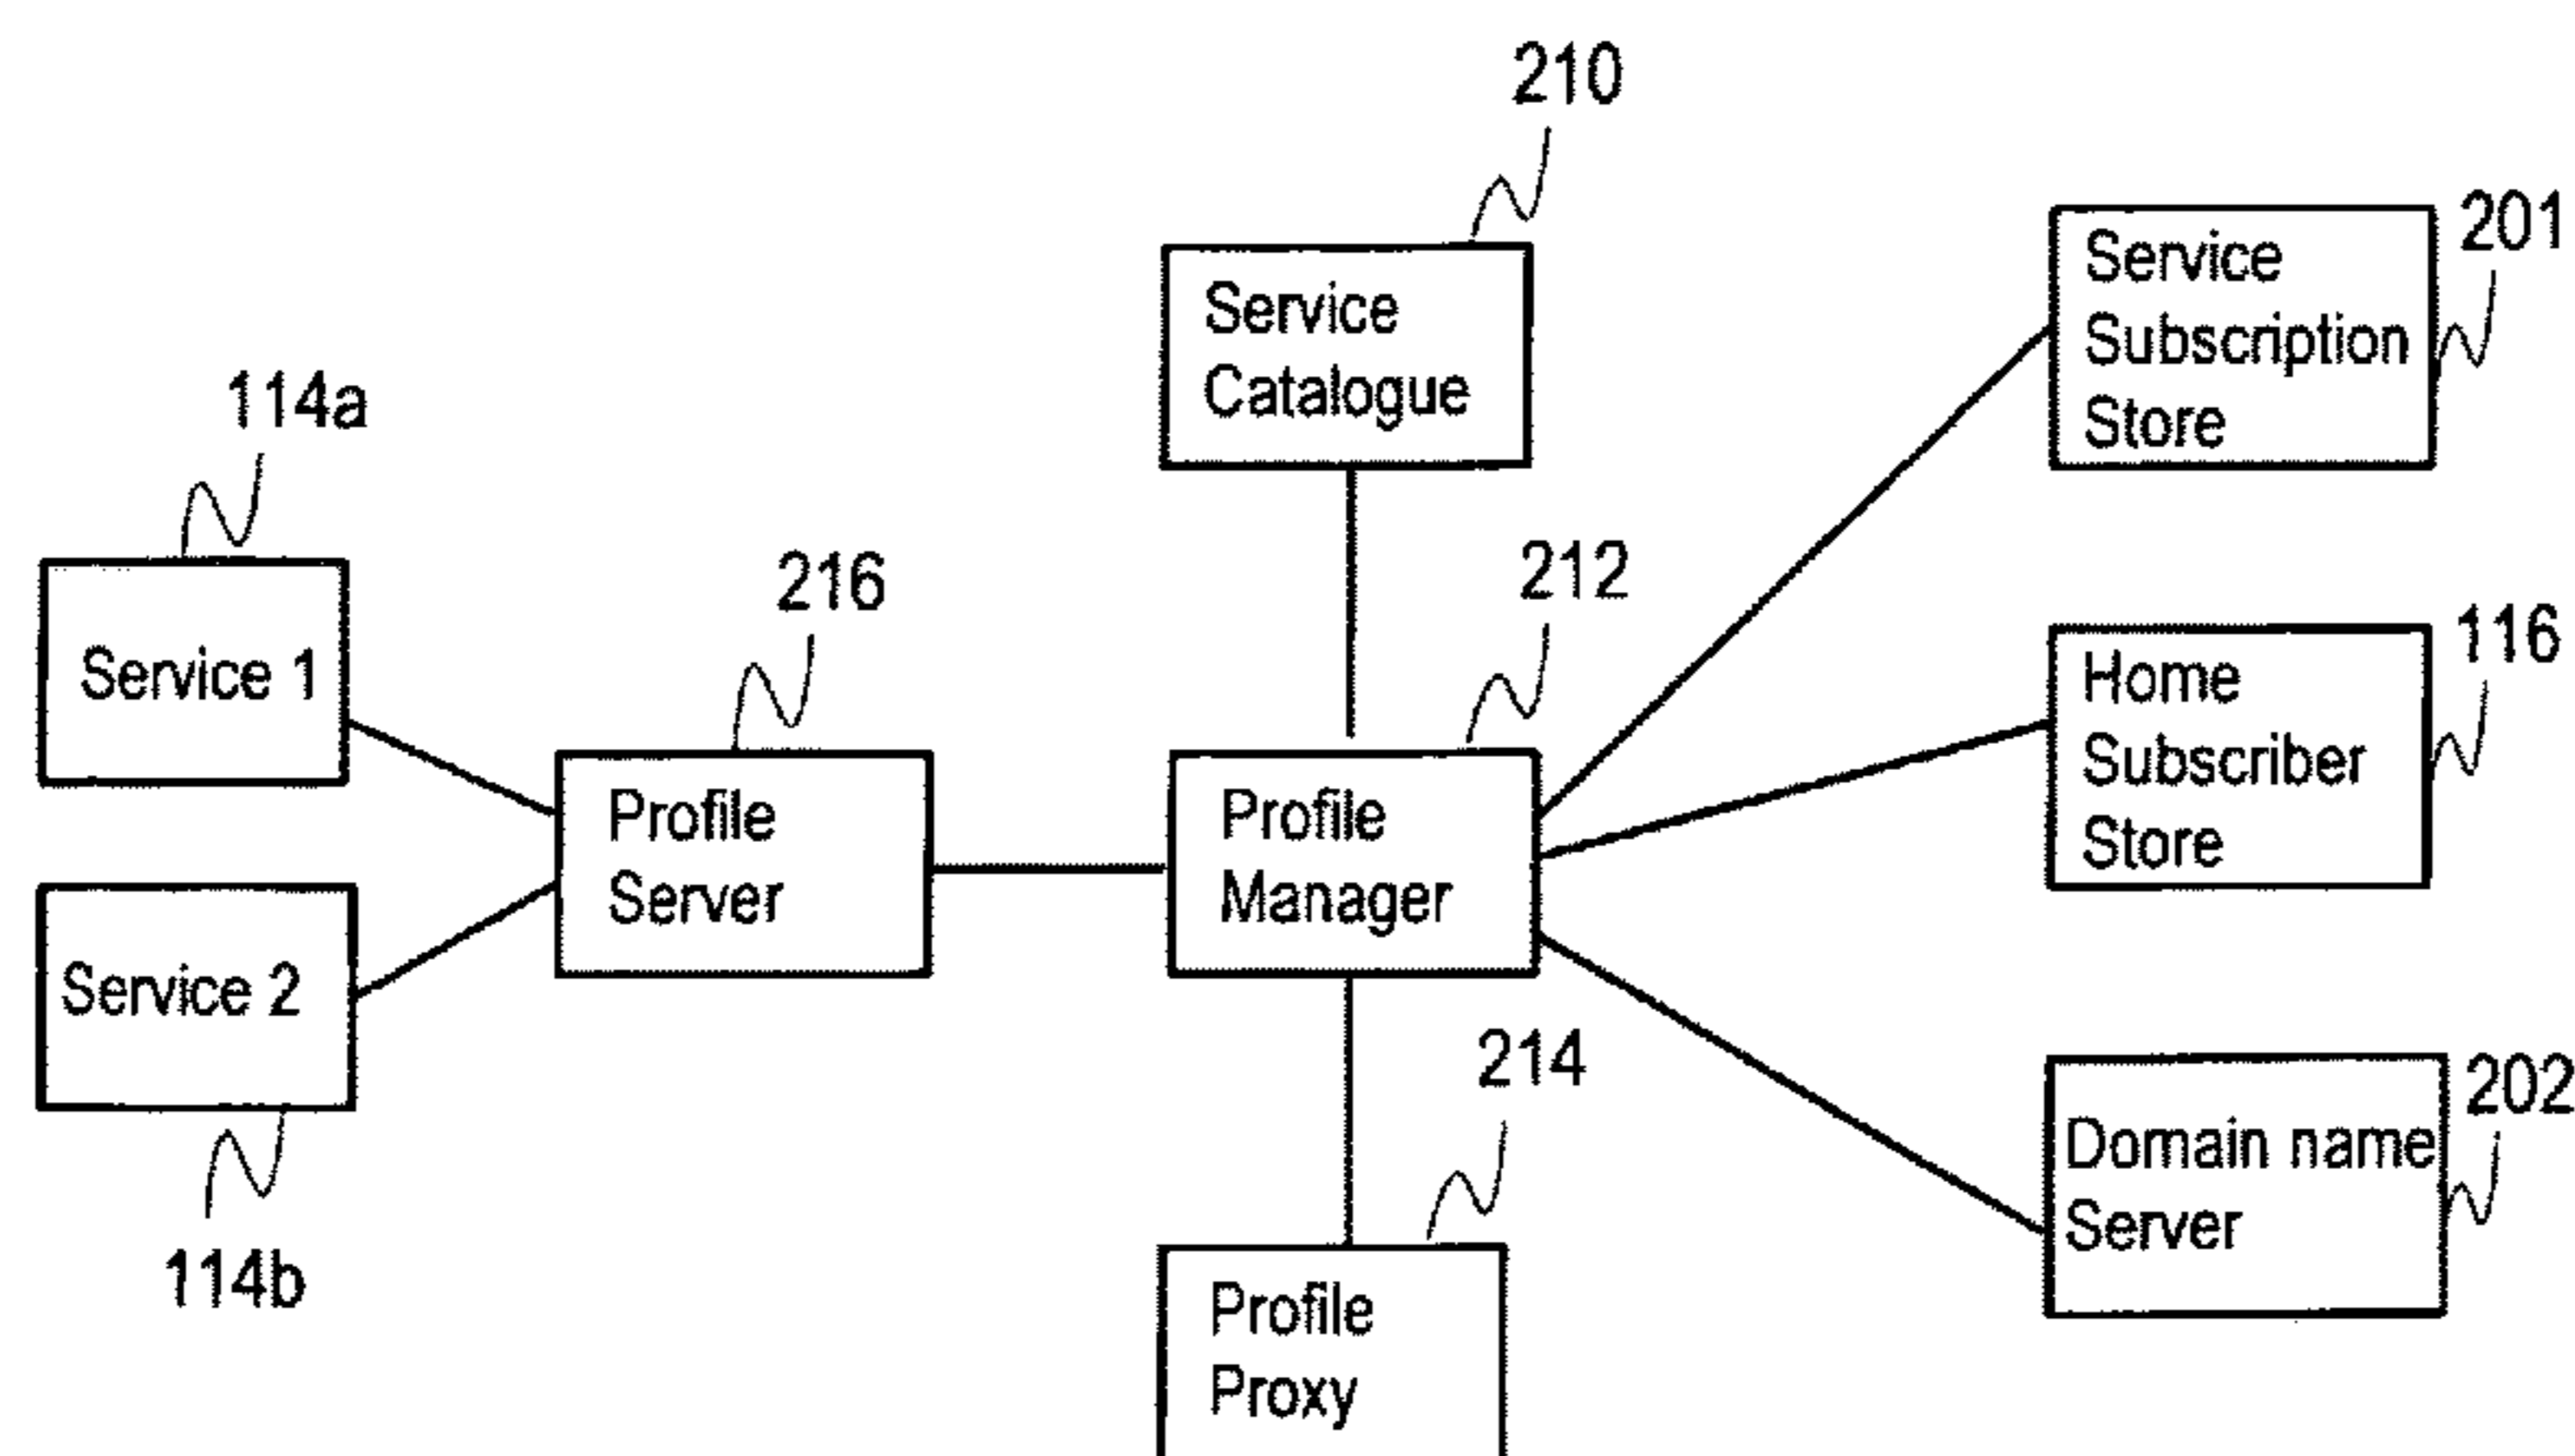 210
Service
Catalogue
201
Service
Subscription
Store
114a
Service 1
216
Profile
Server
212
Profile
Manager
116
Home
Subscriber
Store
Service 2
114b
214
Profile
Proxy
202
Domain name
Server